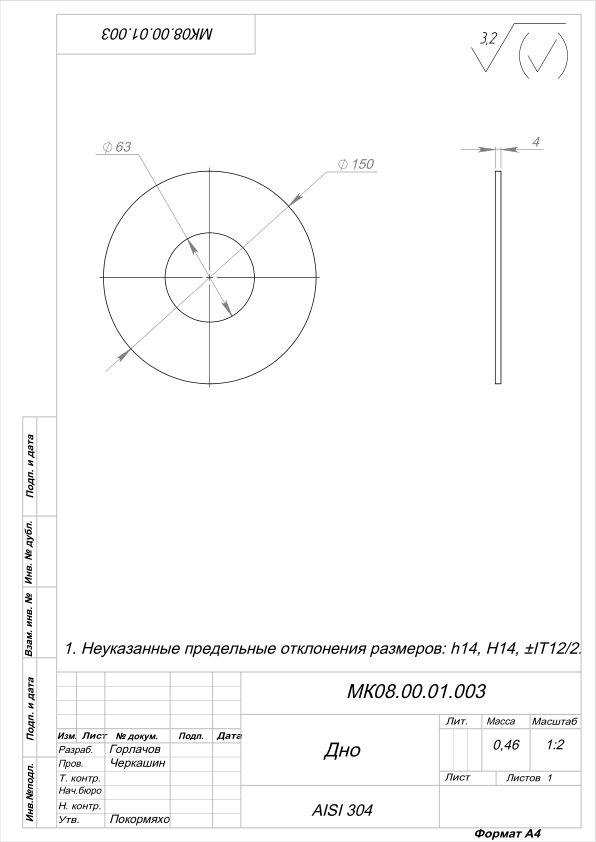 МК08.00.01.003
3,2
4
⌀ 63
⌀ 150
Подп. и дата
Инв. № дубл.
Взам. инв. №
Подп. и дата
Инв.№подл.
1. Неуказанные предельные отклонения размеров: h14, H14, ±IT12/2.
МК08.00.01.003
Изм. Лист № докум. Подп. Дата
Разраб. Горлачов
Пров. Черкашин
Т. контр.
Нач.бюро
Н. контр.
Утв. Покормяхо
Дно
Лит. Масса Масштаб
0,46 1:2
Лист Листов 1
AISI 304
Формат А4